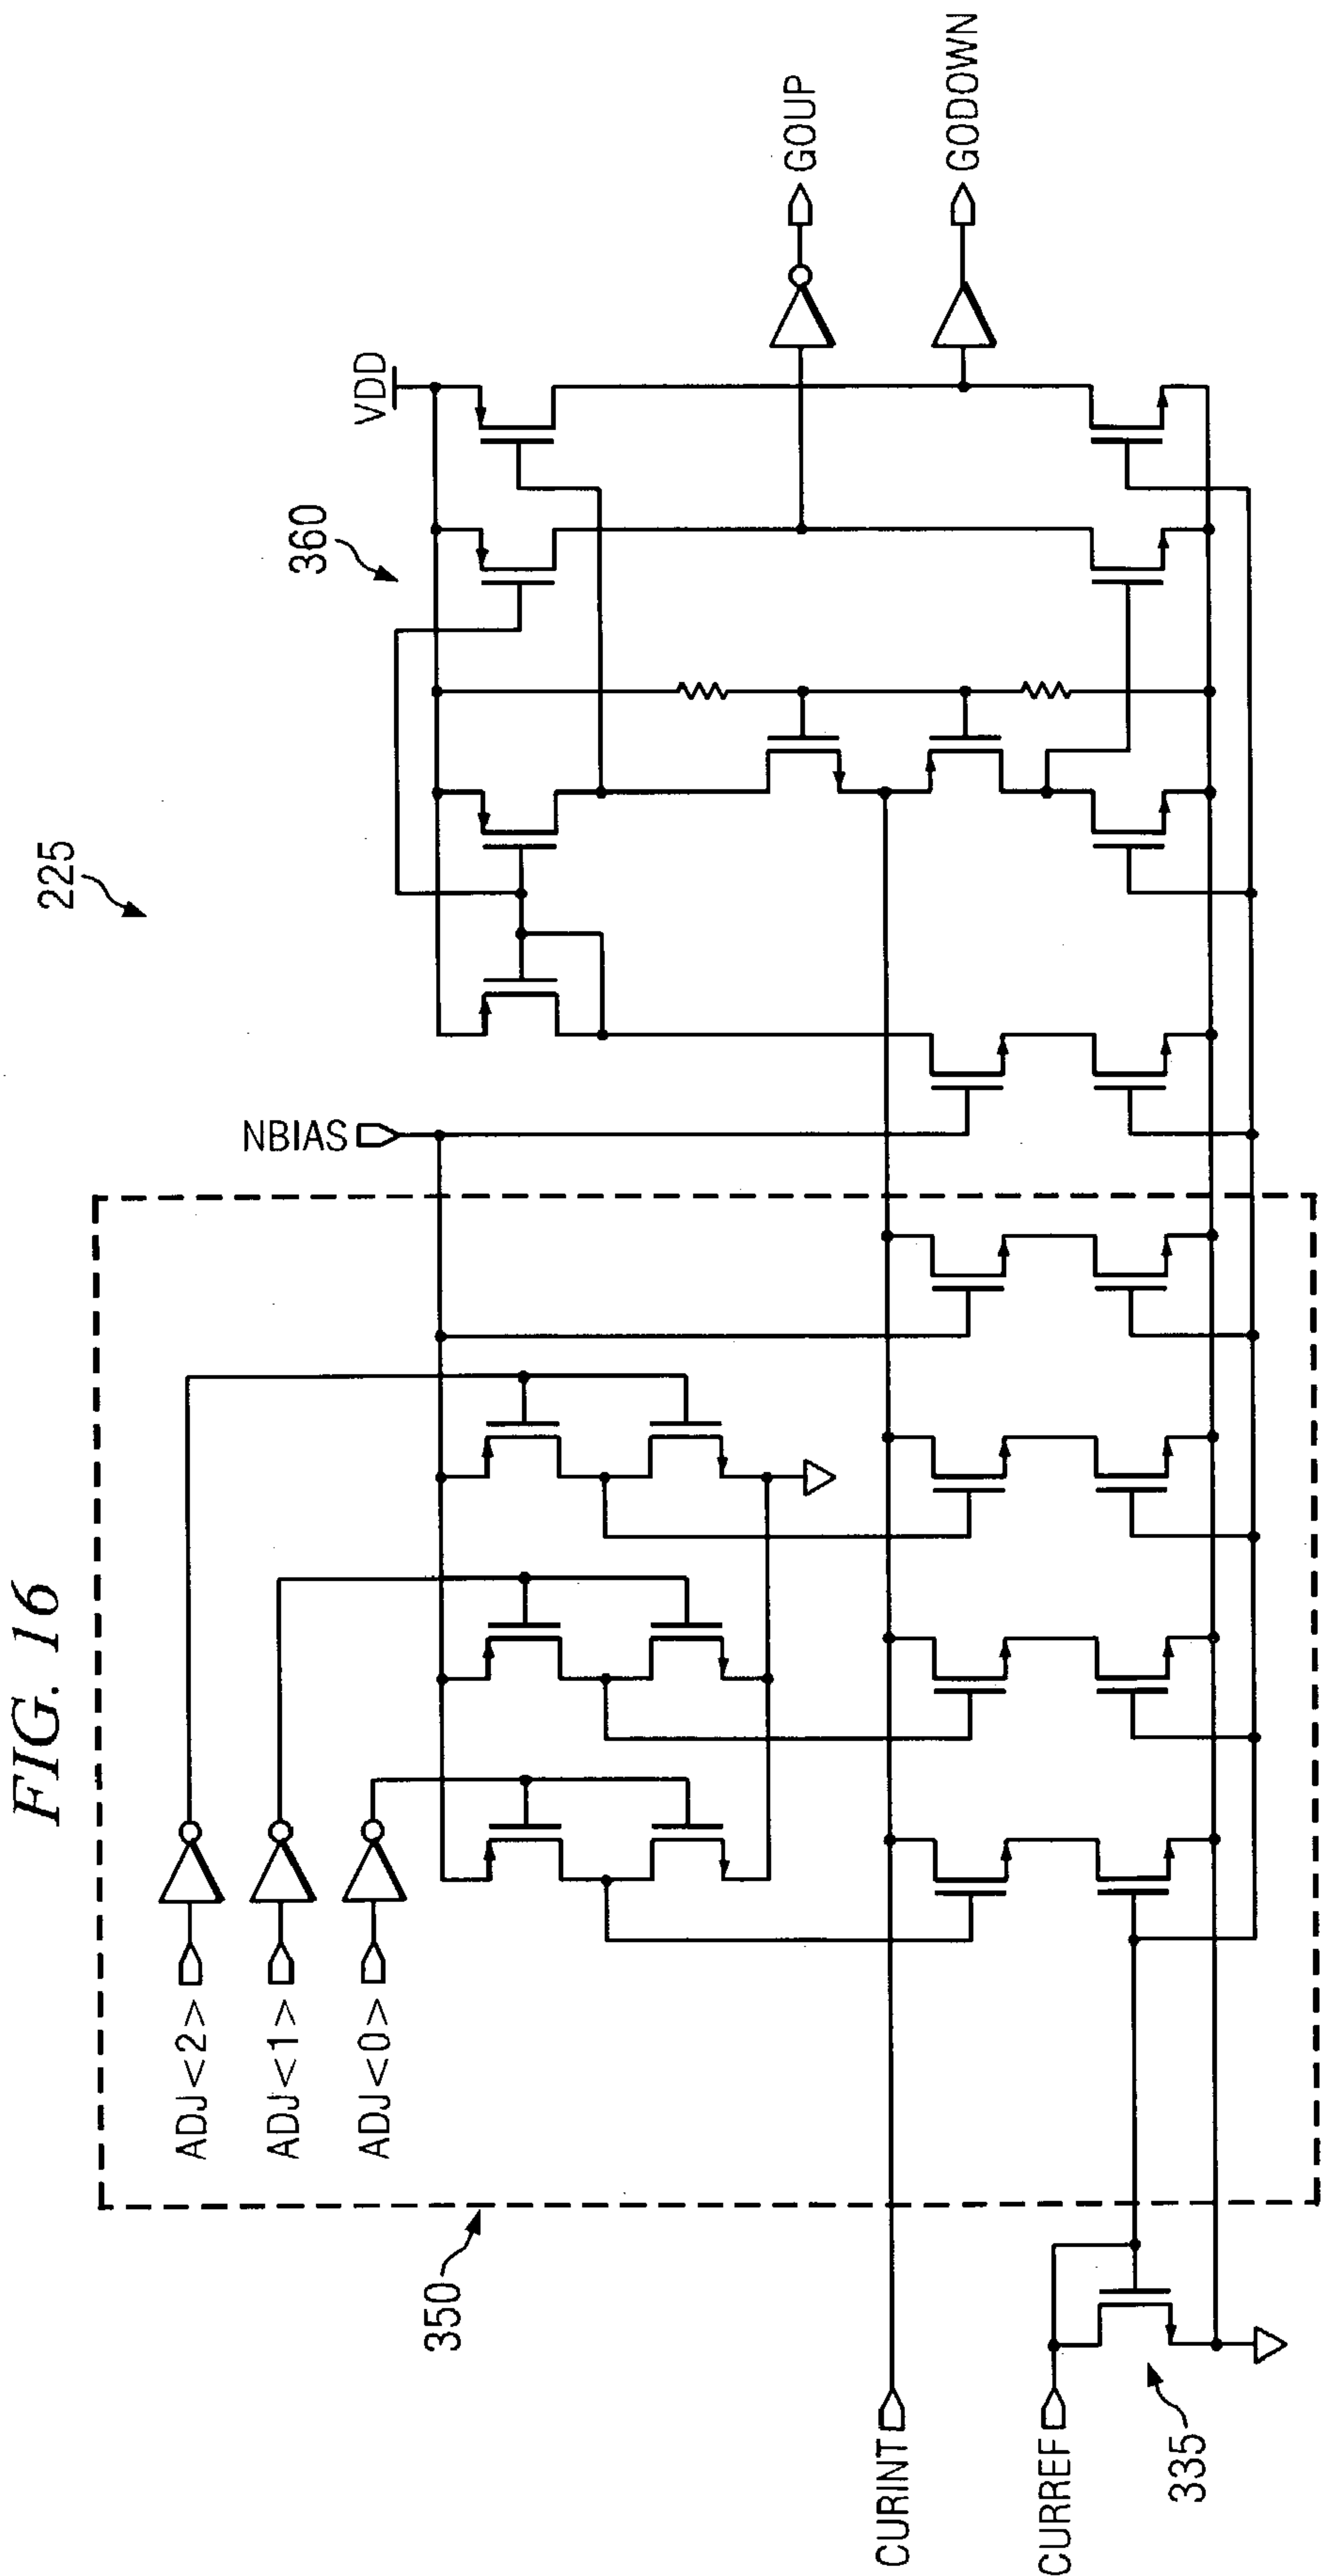 FIG. 16
225
360
VDD
GOUP
GODOWN
NBIAS
ADJ<2>
ADJ<1>
ADJ<0>
350
CURINT
CURREF
335